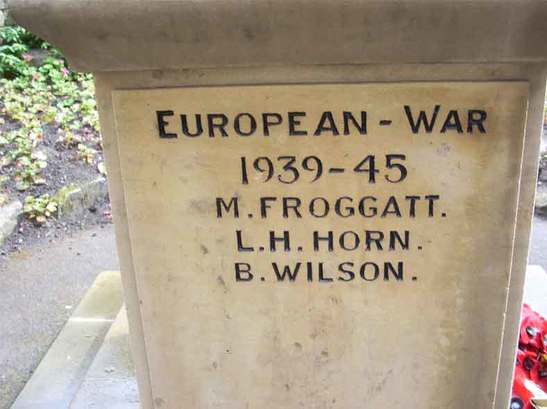 EUROPEAN - WAR
1939-45
M. FROGGATT.
L.H. HORN.
B. WILSON.